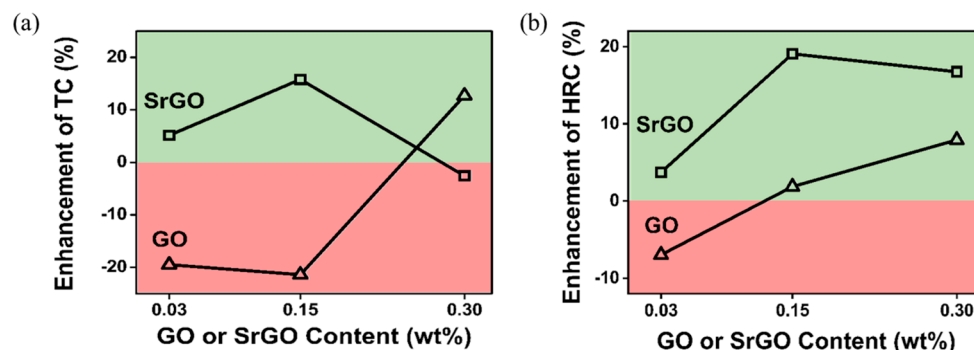 (a)
Enhancement of TC (%)
20
10
0
-10
-20
SrGO
GO
0.03
0.15
0.30
GO or SrGO Content (wt%)
(b)
Enhancement of HRC (%)
20
10
0
-10
SrGO
GO
0.03
0.15
0.30
GO or SrGO Content (wt%)